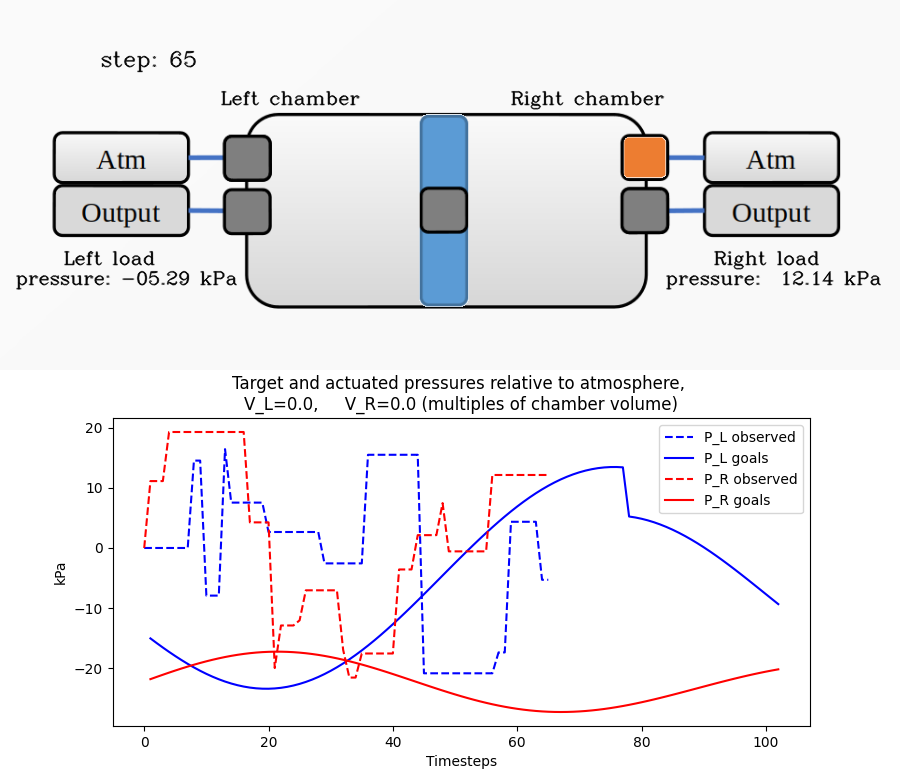 step: 65
Left chamber
Right chamber
Atm
Atm
Output
Output
Left load
pressure: -05.29 kPa
Right load
pressure:  12.14 kPa
Target and actuated pressures relative to atmosphere,
V_L=0.0,     V_R=0.0 (multiples of chamber volume)
P_L observed
P_L goals
P_R observed
P_R goals
kPa
20
10
0
−10
−20
0
20
40
60
80
100
Timesteps